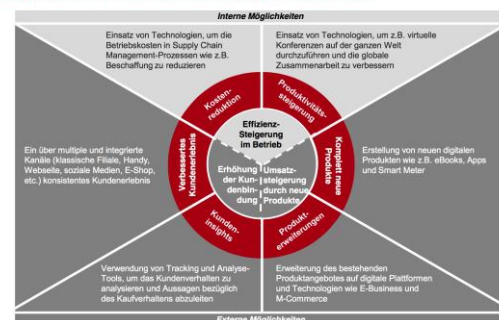 Interne Möglichkeiten
Einsatz von Technologien, um die
Betriebskosten in Supply Chain
Management-Prozessen wie z.B.
Beschaffung zu reduzieren
Einsatz von Technologien, um z.B. virtuelle
Konferenzen auf der ganzen Welt
durchzuführen und die globale
Zusammenarbeit zu verbessern
Kosten-
reduktion
Produktivitäts-
steigerung
Effizienz-
Steigerung
im Betrieb
Ein über multiple und integrierte
Kanäle (klassische Filiale, Handy,
Webseite, soziale Medien, E-Shop,
etc.) konsistentes Kundenerlebnis
Verbessertes
Kundenerlebnis
Erhöhung
der Kun-
denbin-
dung
Umsatz-
steigerung
durch neue
Produkte
Komplett neue
Produkte
Erstellung von neuen digitalen
Produkten wie z.B. eBooks, Apps
und Smart Meter
Kunden-
insights
Produkt-
erweiterungen
Verwendung von Tracking und Analyse-
Tools, um das Kundenverhalten zu
analysieren und Aussagen bezüglich
des Kaufverhaltens abzuleiten
Erweiterung des bestehenden
Produktangebotes auf digitale Plattformen
und Technologien wie E-Business und
M-Commerce
Externe Möglichkeiten